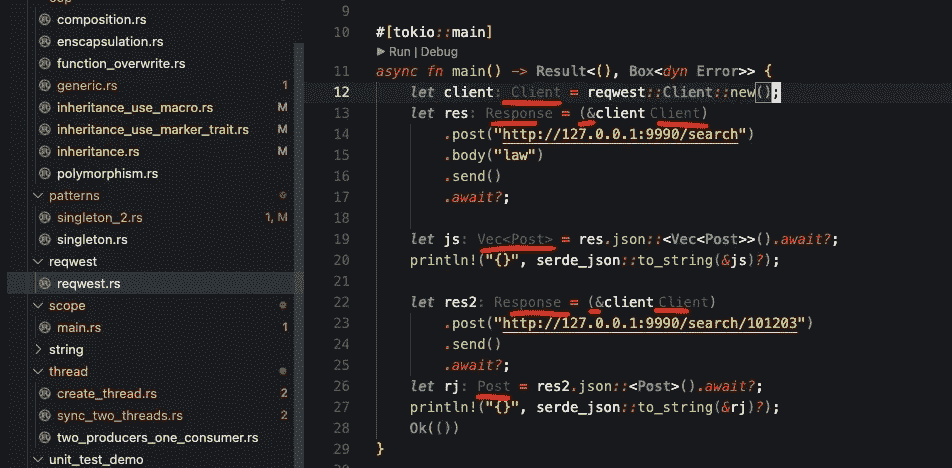 oop
composition.rs
enscapsulation.rs
function_overwrite.rs
generic.rs 1
inheritance_use_macro.rs M
inheritance_use_marker_trait.rs M
inheritance.rs M
polymorphism.rs
patterns
singleton_2.rs 1, M
singleton.rs
reqwest
reqwest.rs
scope
main.rs 1
string
thread
create_thread.rs 2
sync_two_threads.rs 2
two_producers_one_consumer.rs
unit_test_demo
9
10 #[tokio::main]
Run | Debug
11 async fn main() -> Result<(), Box<dyn Error>> {
12 let client: Client = reqwest::Client::new();
13 let res: Response = (&client Client)
14 .post("http://127.0.0.1:9990/search")
15 .body("law")
16 .send()
17 .await?;
18
19 let js: Vec<Post> = res.json::<Vec<Post>>().await?;
20 println!("{}", serde_json::to_string(&js)?);
21
22 let res2: Response = (&client Client)
23 .post("http://127.0.0.1:9990/search/101203")
24 .send()
25 .await?;
26 let rj: Post = res2.json::<Post>().await?;
27 println!("{}", serde_json::to_string(&rj)?);
28 Ok(())
29 }